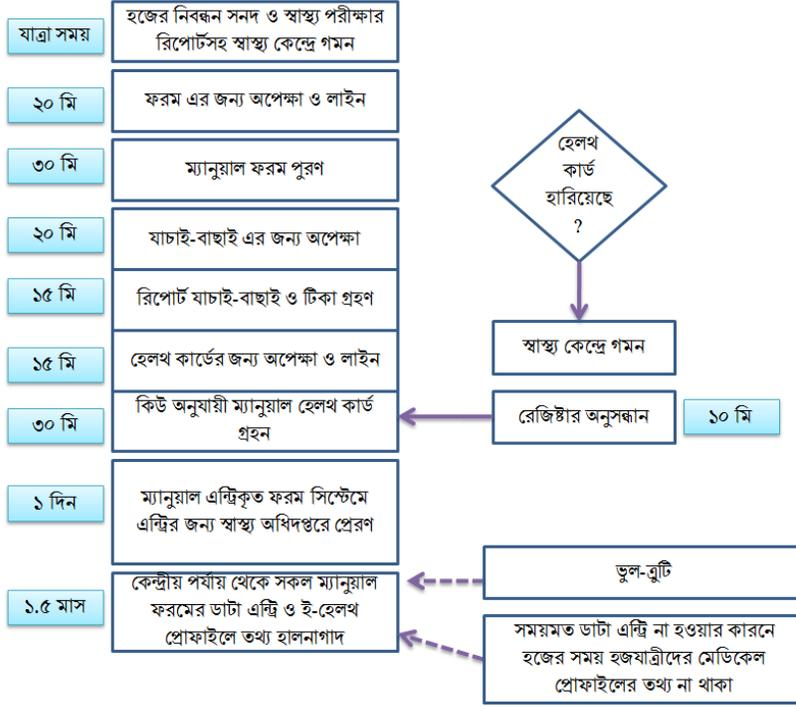 যাত্রা সময়
হজের নিবন্ধন সনদ ও স্বাস্থ্য পরীক্ষার
রিপোর্টসহ স্বাস্থ্য কেন্দ্রে গমন
২০ মি
ফরম এর জন্য অপেক্ষা ও লাইন
৩০ মি
ম্যানুয়াল ফরম পুরণ
২০ মি
যাচাই-বাছাই এর জন্য অপেক্ষা
১৫ মি
রিপোর্ট যাচাই-বাছাই ও টিকা গ্রহণ
১৫ মি
হেলথ কার্ডের জন্য অপেক্ষা ও লাইন
৩০ মি
কিউ অনুযায়ী ম্যানুয়াল হেলথ কার্ড
গ্রহন
১ দিন
ম্যানুয়াল এন্ট্রিকৃত ফরম সিস্টেমে
এন্ট্রির জন্য স্বাস্থ্য অধিদপ্তরে প্রেরণ
১.৫ মাস
কেন্দ্রীয় পর্যায় থেকে সকল ম্যানুয়াল
ফরমের ডাটা এন্ট্রি ও ই-হেলথ
প্রোফাইলে তথ্য হালনাগাদ
হেলথ
কার্ড
হারিয়েছে
?
স্বাস্থ্য কেন্দ্রে গমন
রেজিষ্টার অনুসন্ধান
১০ মি
ভুল-ত্রুটি
সময়মত ডাটা এন্ট্রি না হওয়ার কারনে
হজের সময় হজযাত্রীদের মেডিকেল
প্রোফাইলের তথ্য না থাকা